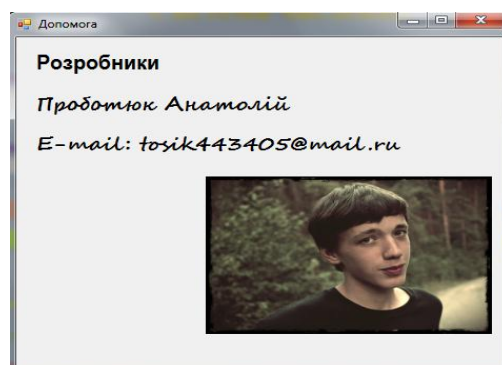 Допомога
Розробники
Проботюк Анатолій
E-mail: tosik443405@mail.ru